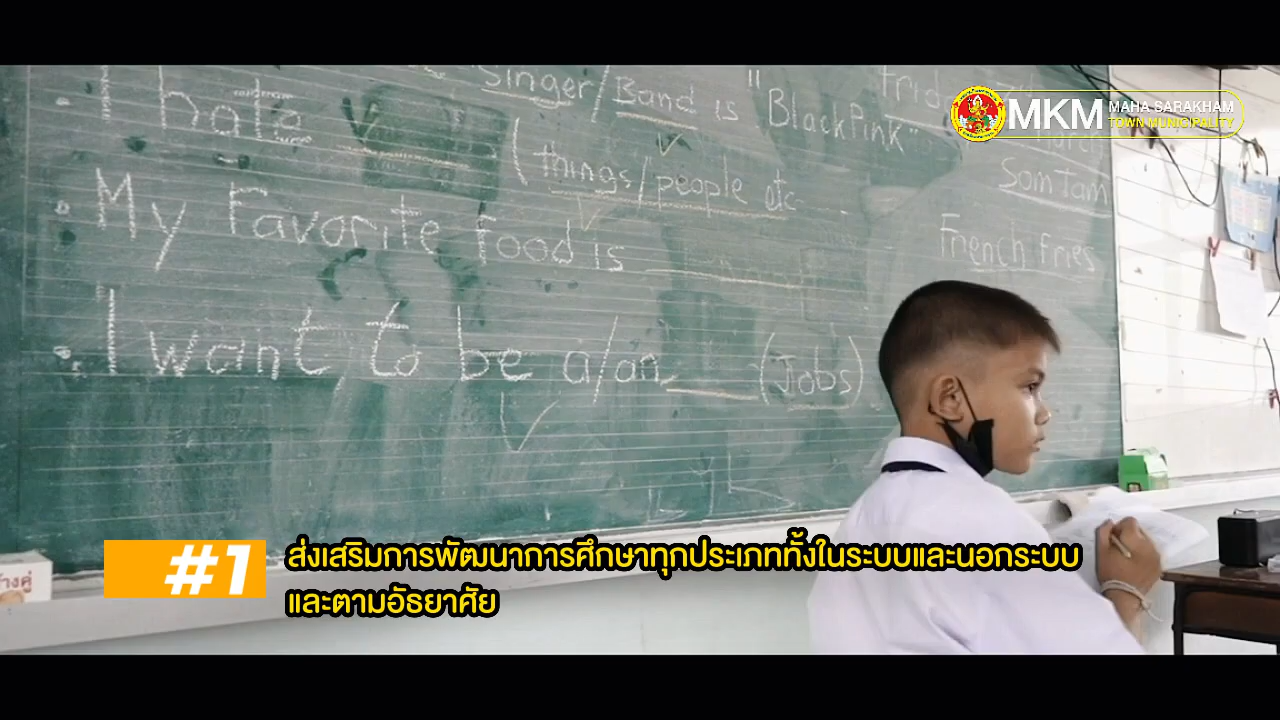 MKM MAHA SARAKHAM
TOWN MUNICIPALITY
Singer/Band is "BlackPink"
I hat
(things/people etc
SomTam
My Favorite food is
French fries
I want to be a/an (Jobs)
#1 ส่งเสริมการพัฒนาการศึกษาทุกประเภททั้งในระบบและนอกระบบ
และตามอัธยาศัย